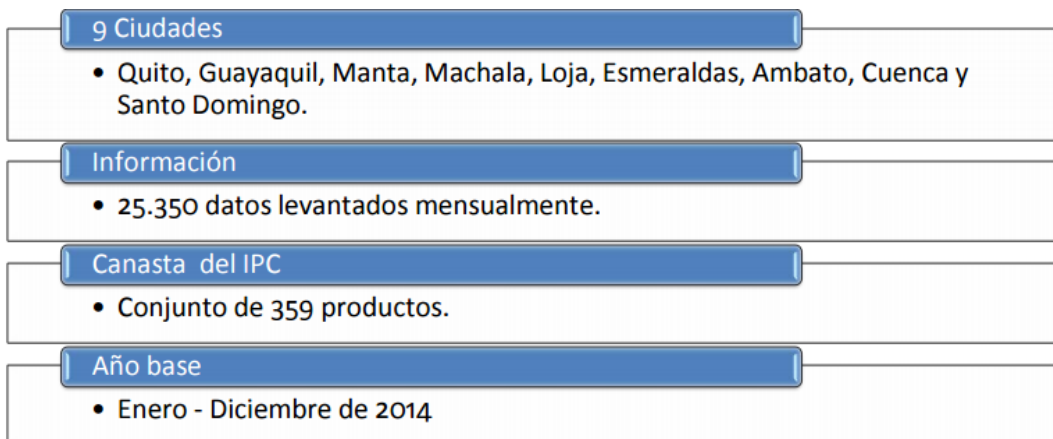 9 Ciudades
• Quito, Guayaquil, Manta, Machala, Loja, Esmeraldas, Ambato, Cuenca y
Santo Domingo.
Información
• 25.350 datos levantados mensualmente.
Canasta  del IPC
• Conjunto de 359 productos.
Año base
• Enero - Diciembre de 2014